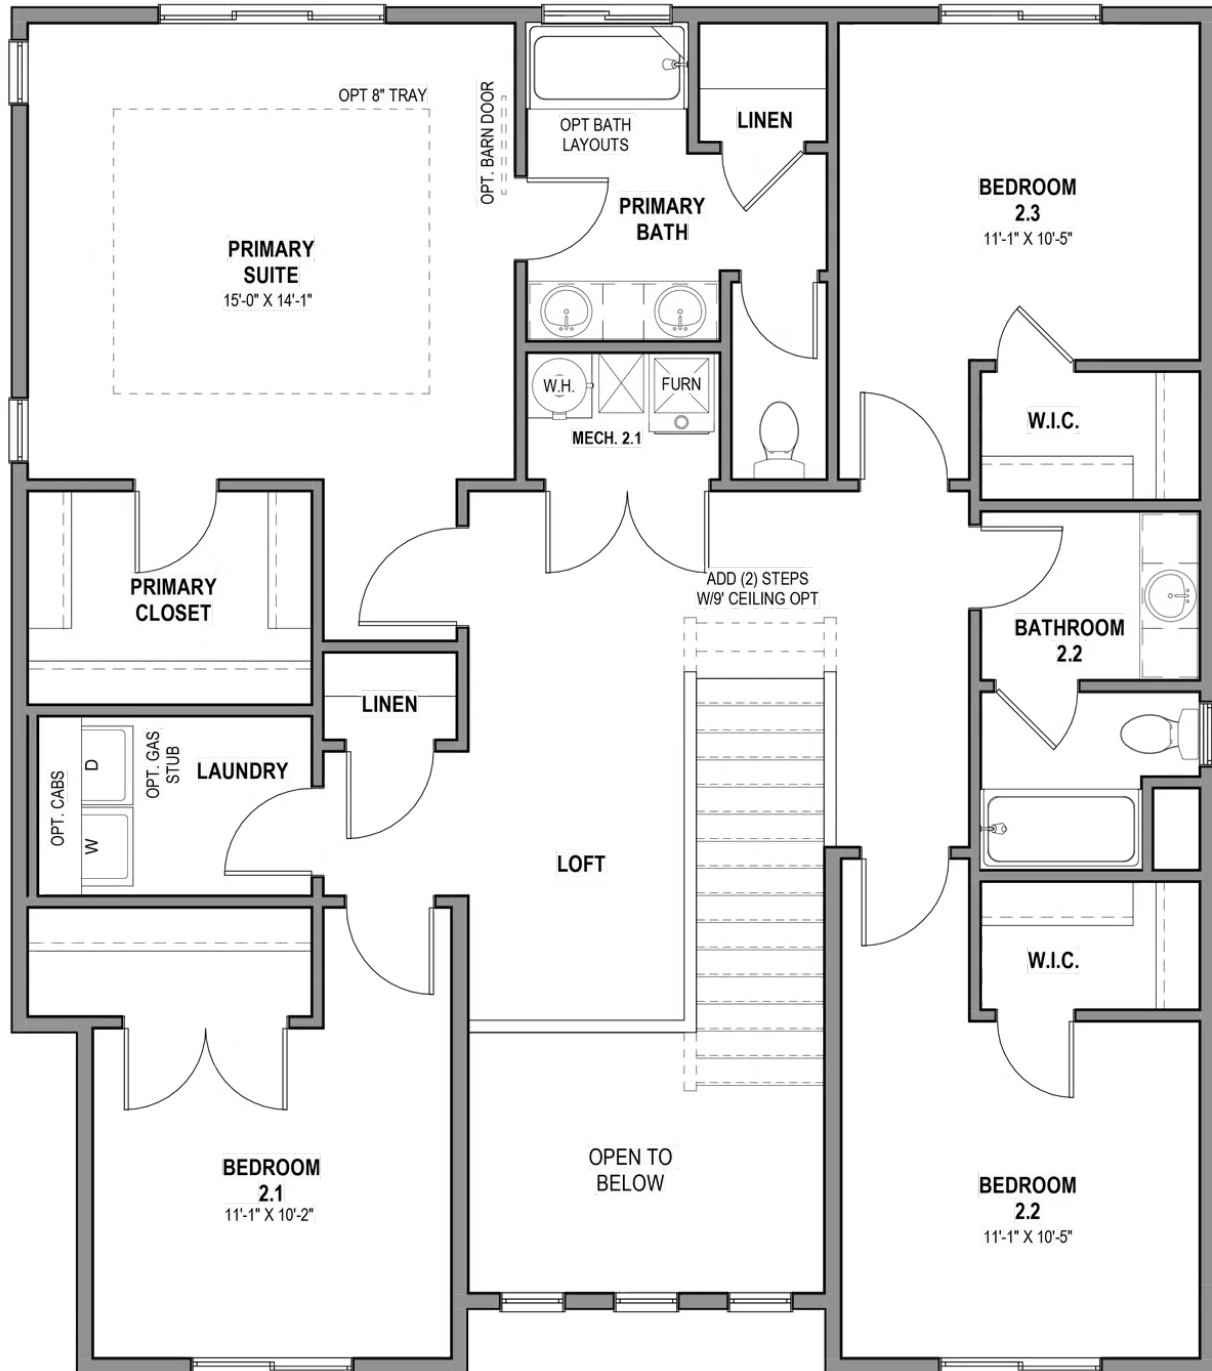 OPT 8" TRAY
OPT. BARN DOOR
PRIMARY
SUITE
15'-0" X 14'-1"
OPT BATH
LAYOUTS
LINEN
PRIMARY
BATH
BEDROOM
2.3
11'-1" X 10'-5"
W.H.
FURN
MECH. 2.1
W.I.C.
PRIMARY
CLOSET
ADD (2) STEPS
W/9' CEILING OPT
BATHROOM
2.2
LINEN
OPT. CABS
D
W
OPT. GAS
STUB
LAUNDRY
LOFT
W.I.C.
BEDROOM
2.1
11'-1" X 10'-2"
OPEN TO
BELOW
BEDROOM
2.2
11'-1" X 10'-5"